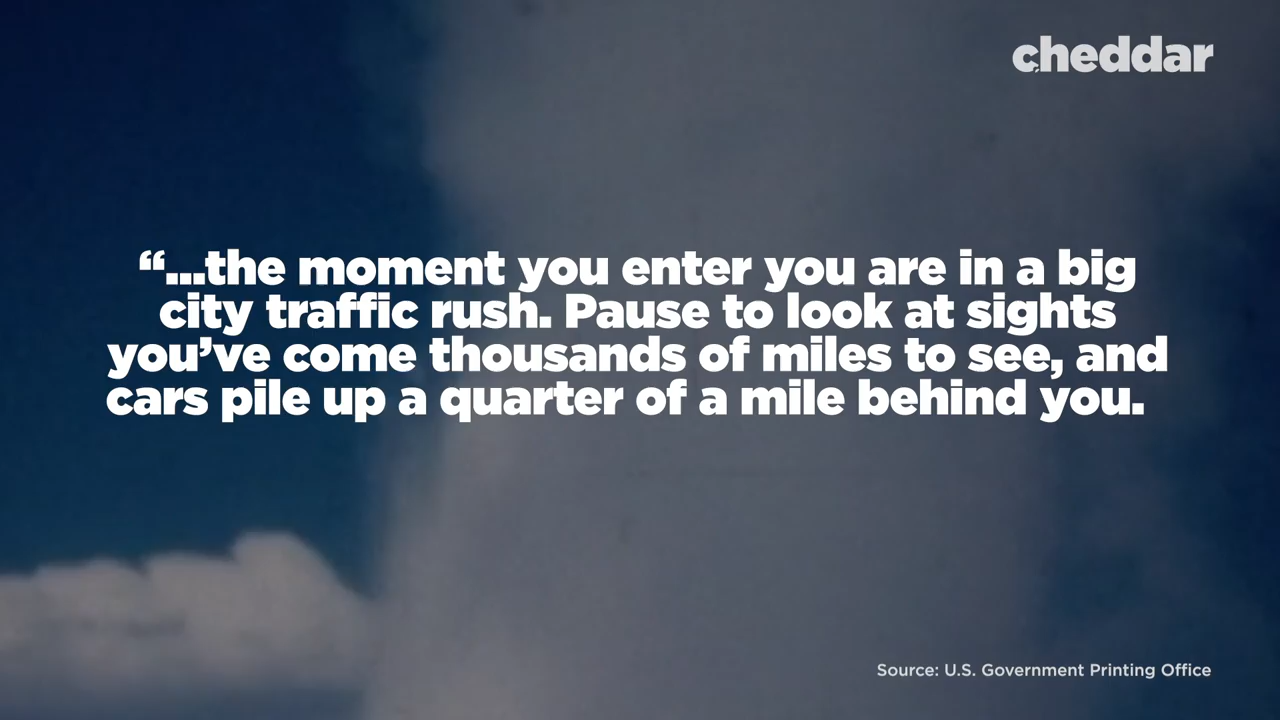 cheddar
“...the moment you enter you are in a big
city traffic rush. Pause to look at sights
you’ve come thousands of miles to see, and
cars pile up a quarter of a mile behind you.
Source: U.S. Government Printing Office